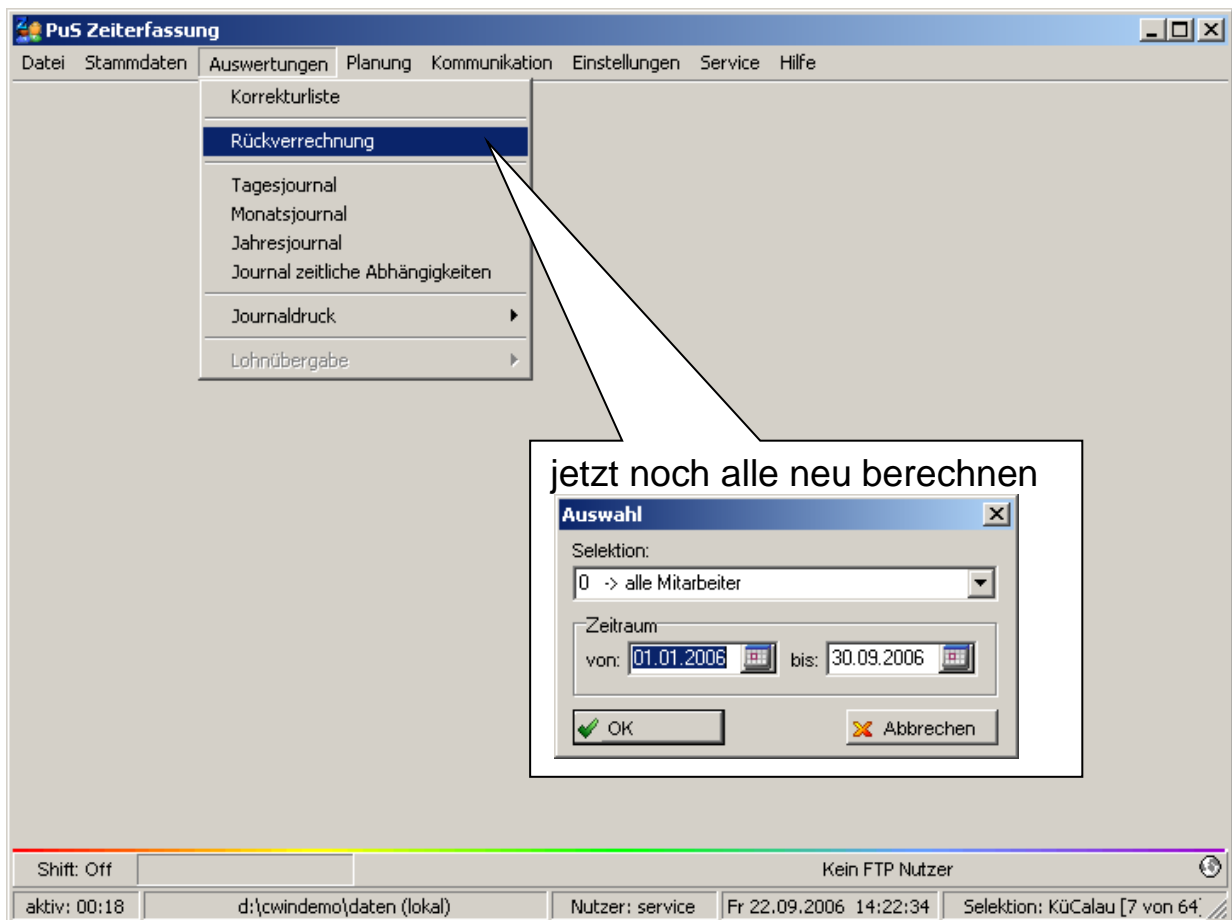 PuS Zeiterfassung
Datei Stammdaten Auswertungen Planung Kommunikation Einstellungen Service Hilfe
Korrekturliste
Rückverrechnung
Tagesjournal
Monatsjournal
Jahresjournal
Journal zeitliche Abhängigkeiten
Journaldruck
Lohnübergabe
jetzt noch alle neu berechnen
Auswahl
Selektion:
0 -> alle Mitarbeiter
Zeitraum
von: 01.01.2006 bis: 30.09.2006
OK Abbrechen
Shift: Off Kein FTP Nutzer
aktiv: 00:18 d:\cwindemo\daten (lokal) Nutzer: service Fr 22.09.2006 14:22:34 Selektion: KüCalau [7 von 64]